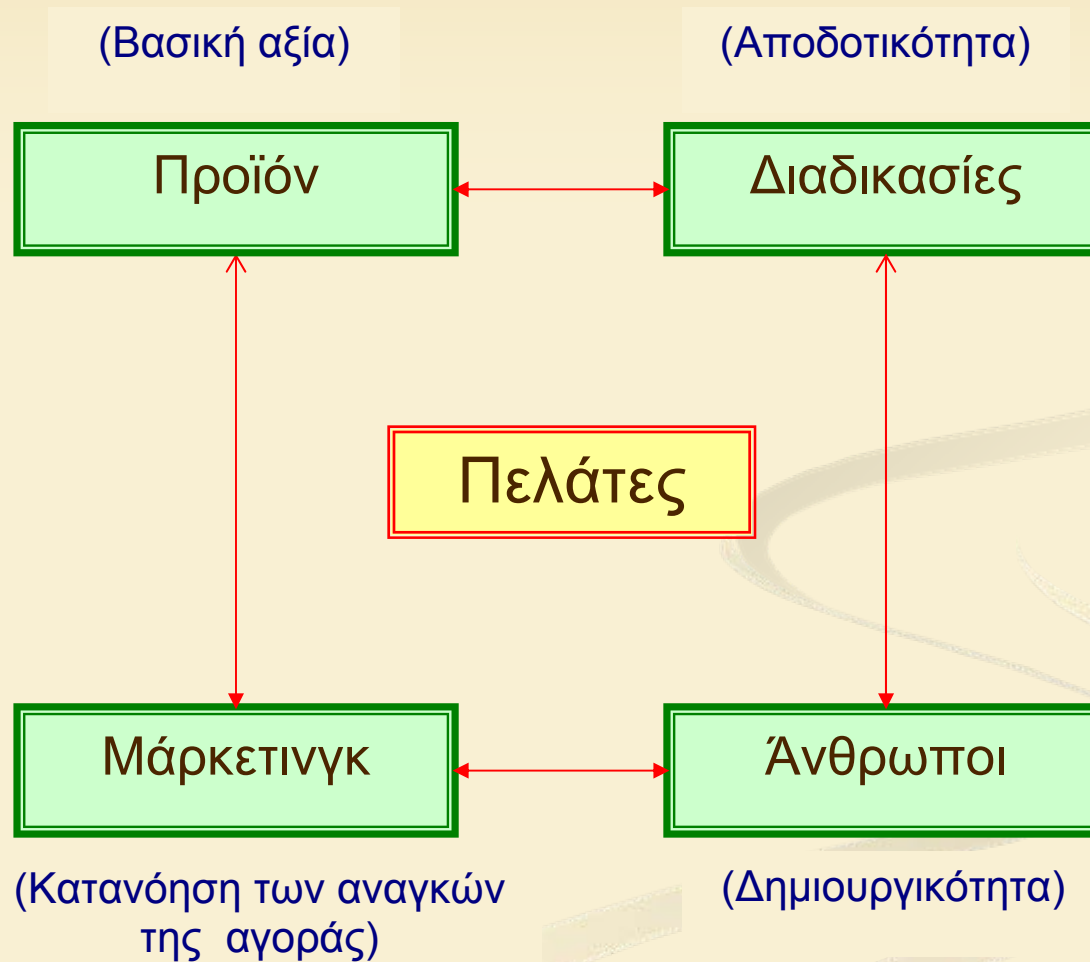 (Βασική αξία)
(Αποδοτικότητα)
Προϊόν
Διαδικασίες
Πελάτες
Μάρκετινγκ
Άνθρωποι
(Κατανόηση των αναγκών
της αγοράς)
(Δημιουργικότητα)